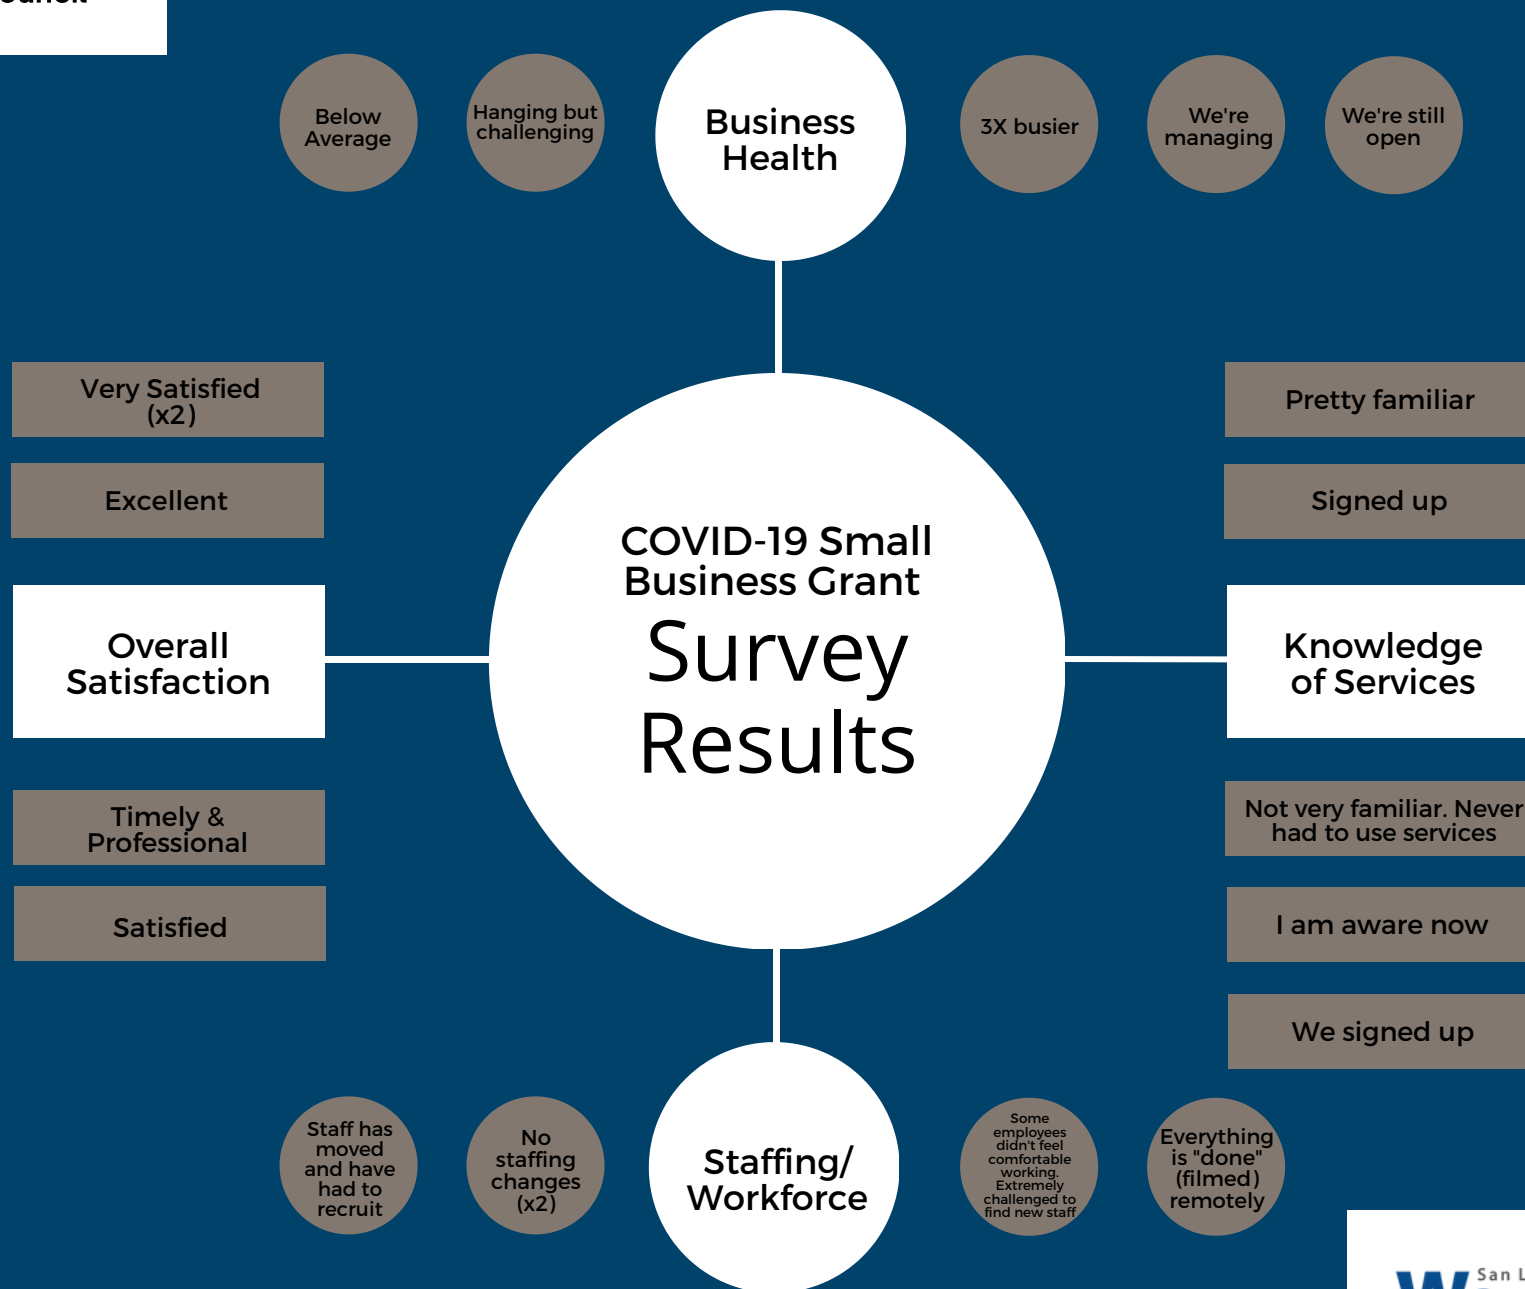 Below
Average
Hanging but
challenging
Business
Health
3X busier
We're
managing
We're still
open
Very Satisfied
(x2)
Excellent
Overall
Satisfaction
Timely &
Professional
Satisfied
COVID-19 Small
Business Grant
Survey
Results
Pretty familiar
Signed up
Knowledge
of Services
Not very familiar. Never
had to use services
I am aware now
We signed up
Staff has
moved
and have
had to
recruit
No
staffing
changes
(x2)
Staffing/
Workforce
Some
employees
didn't feel
comfortable
working.
Extremely
challenged to
find new staff
Everything
is "done"
(filmed)
remotely
San L